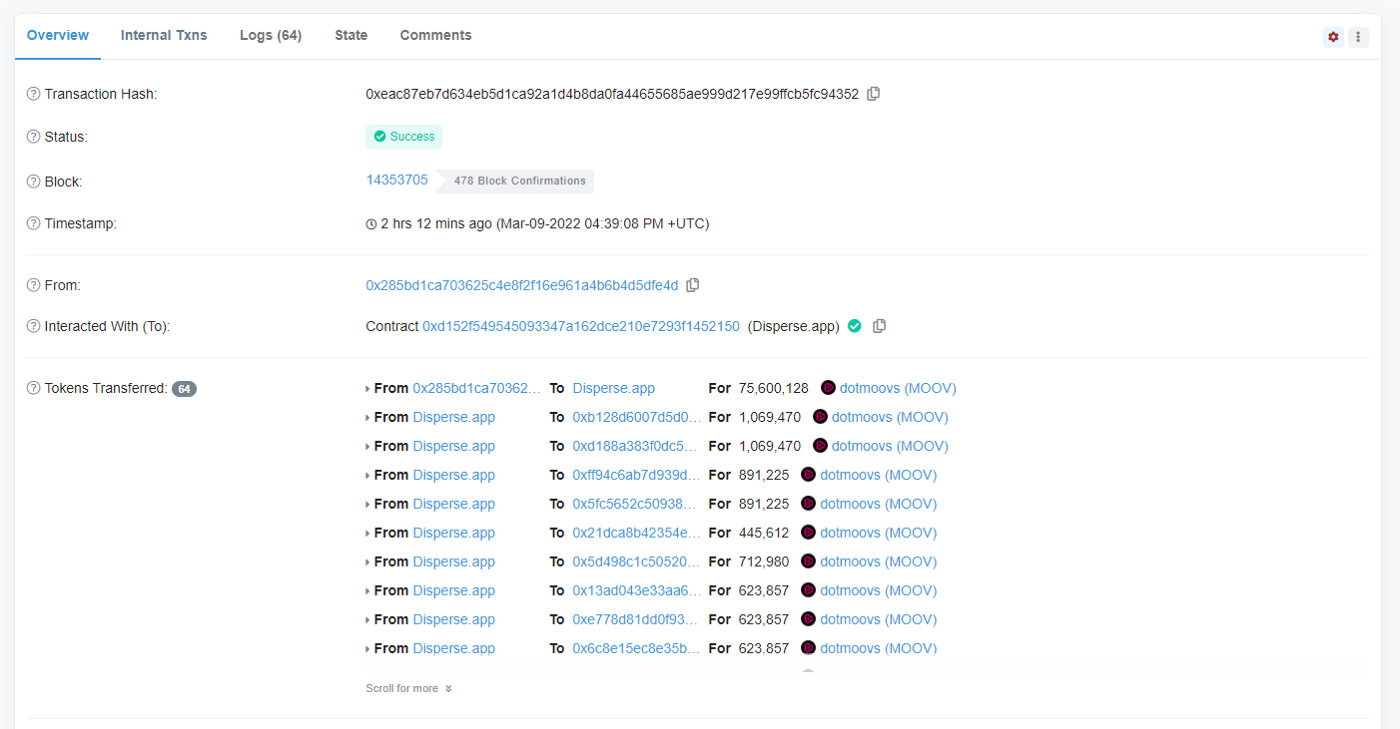 Overview Internal Txns Logs (64) State Comments
Transaction Hash: 0xeac87eb7d634eb5d1ca92a1d4b8da0fa44655685ae999d217e99ffcb5fc94352
Status: Success
Block: 14353705 478 Block Confirmations
Timestamp: 2 hrs 12 mins ago (Mar-09-2022 04:39:08 PM +UTC)
From: 0x285bd1ca703625c4e8f2f16e961a4b6b4d5dfe4d
Interacted With (To): Contract 0xd152f549545093347a162dce210e7293f1452150 (Disperse.app)
Tokens Transferred: 64 From 0x285bd1ca70362... To Disperse.app For 75,600,128 dotmoovs (MOOV)
From Disperse.app To 0xb128d6007d5d0... For 1,069,470 dotmoovs (MOOV)
From Disperse.app To 0xd188a383f0dc5... For 1,069,470 dotmoovs (MOOV)
From Disperse.app To 0xff94c6ab7d939d... For 891,225 dotmoovs (MOOV)
From Disperse.app To 0x5fc5652c50938... For 891,225 dotmoovs (MOOV)
From Disperse.app To 0x21dca8b42354e... For 445,612 dotmoovs (MOOV)
From Disperse.app To 0x5d498c1c50520... For 712,980 dotmoovs (MOOV)
From Disperse.app To 0x13ad043e33aa6... For 623,857 dotmoovs (MOOV)
From Disperse.app To 0xe778d81dd0f93... For 623,857 dotmoovs (MOOV)
From Disperse.app To 0x6c8e15ec8e35b... For 623,857 dotmoovs (MOOV)
Scroll for more